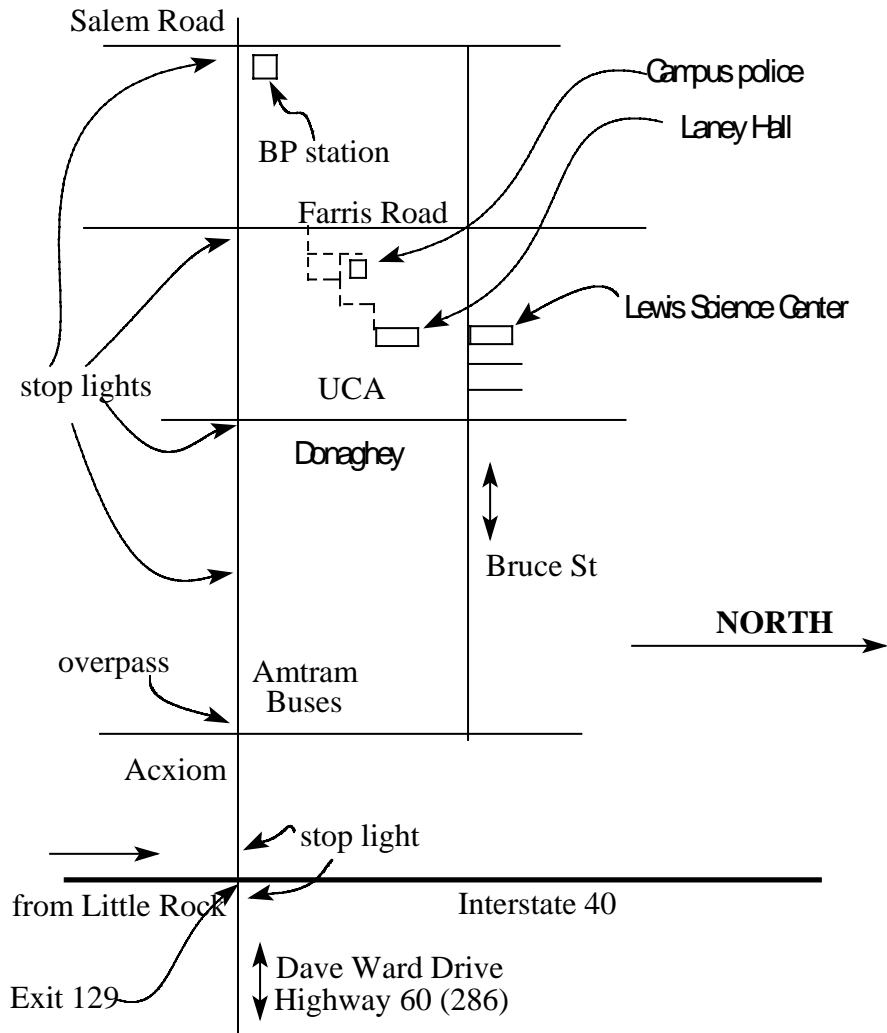 Salem Road
Campus police
Laney Hall
BP station
Farris Road
Lewis Science Center
stop lights
UCA
Donaghey
Bruce St
NORTH
overpass
Amtram
Buses
Acxiom
stop light
from Little Rock
Interstate 40
Exit 129
Dave Ward Drive
Highway 60 (286)